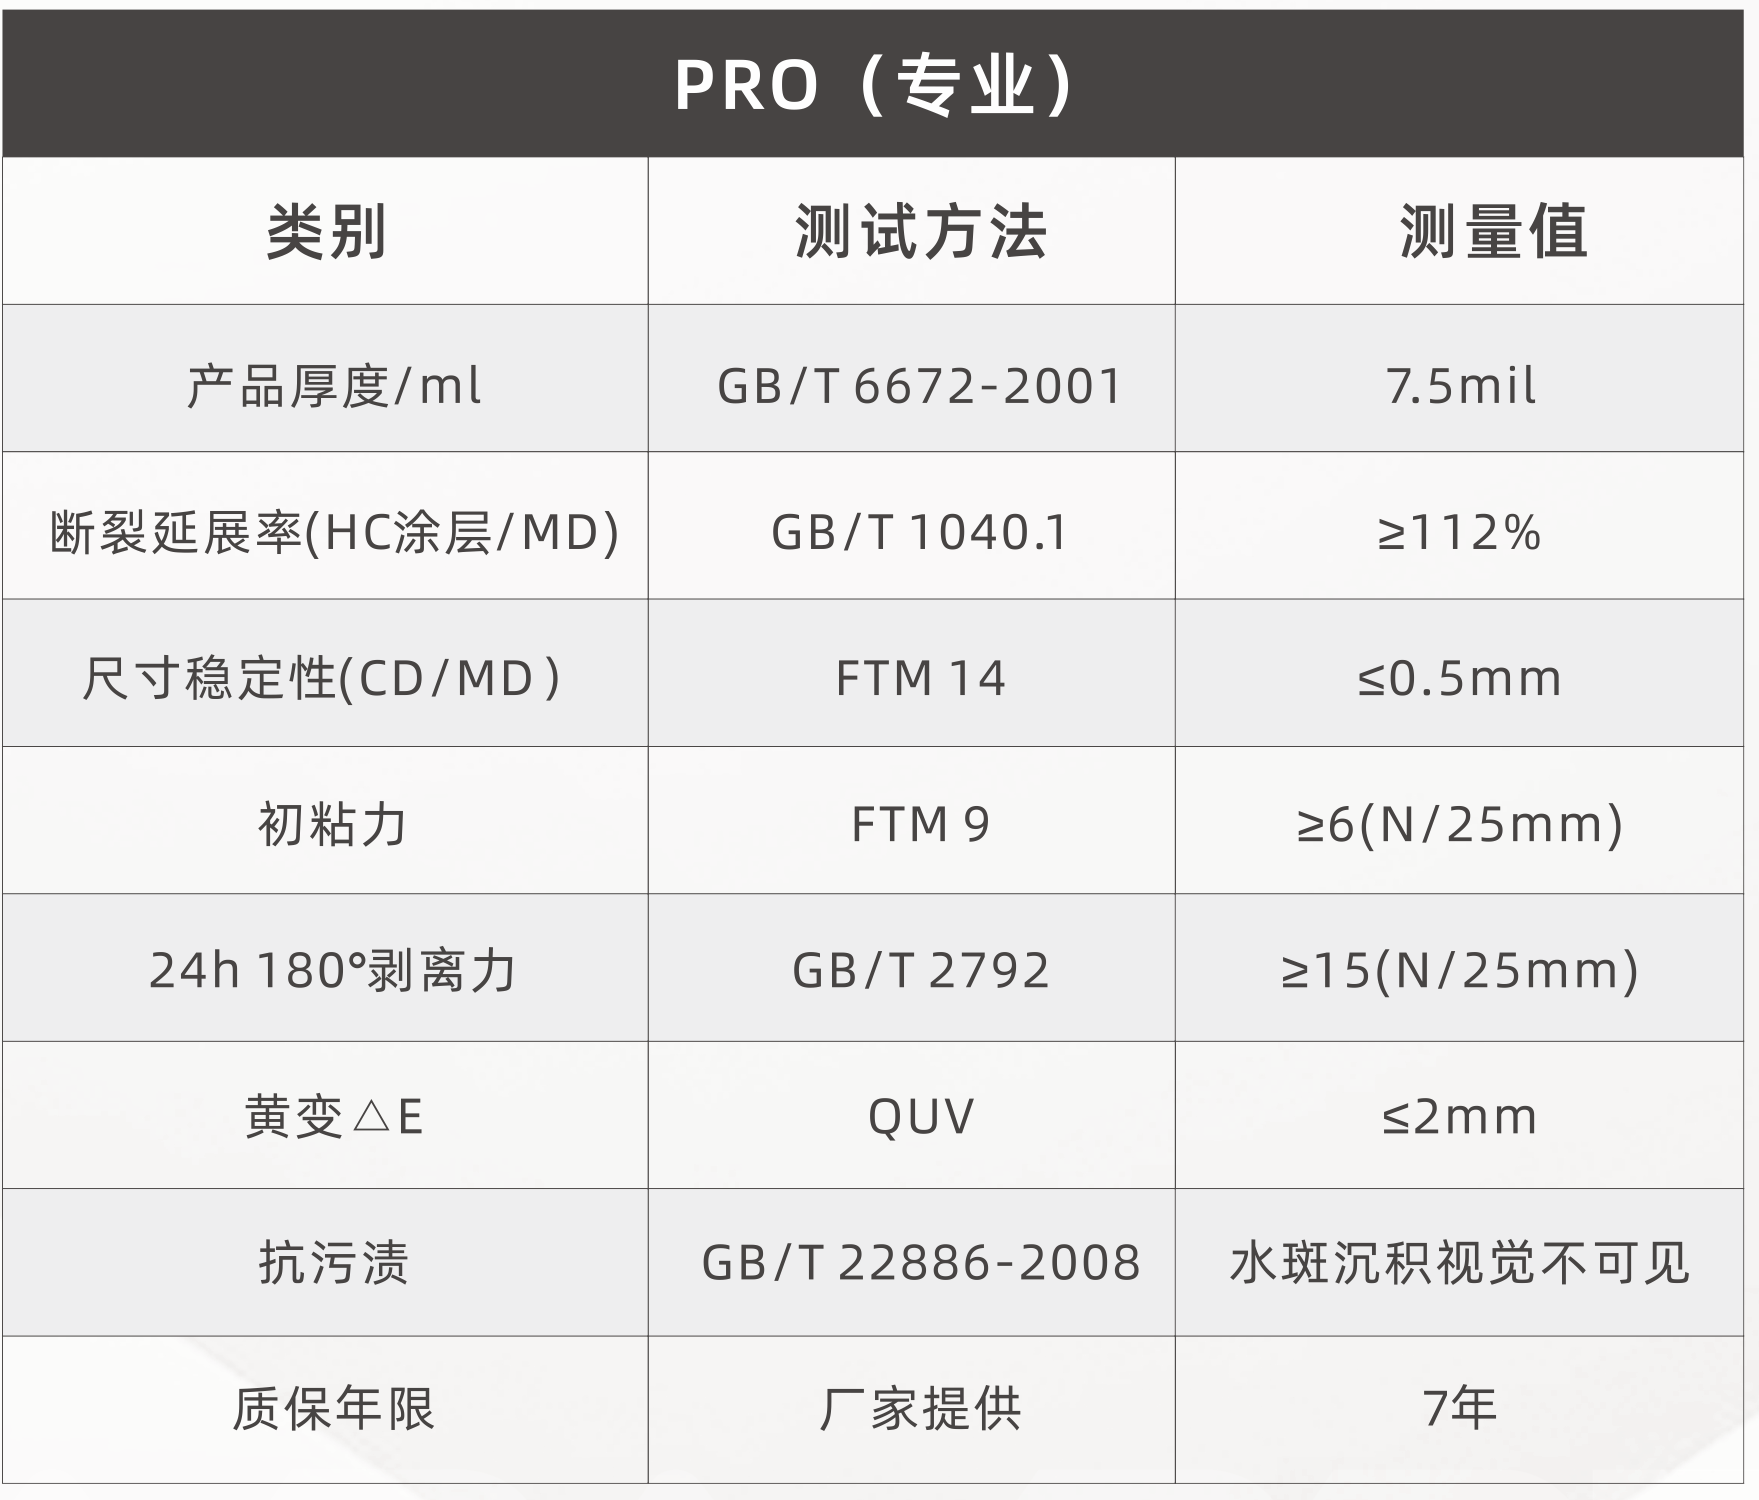 PRO（专业）
类别 测试方法 测量值
产品厚度/ml GB/T 6672-2001 7.5mil
断裂延展率(HC涂层/MD) GB/T 1040.1 ≥112%
尺寸稳定性(CD/MD) FTM 14 ≤0.5mm
初粘力 FTM 9 ≥6(N/25mm)
24h 180°剥离力 GB/T 2792 ≥15(N/25mm)
黄变△E QUV ≤2mm
抗污渍 GB/T 22886-2008 水斑沉积视觉不可见
质保年限 厂家提供 7年